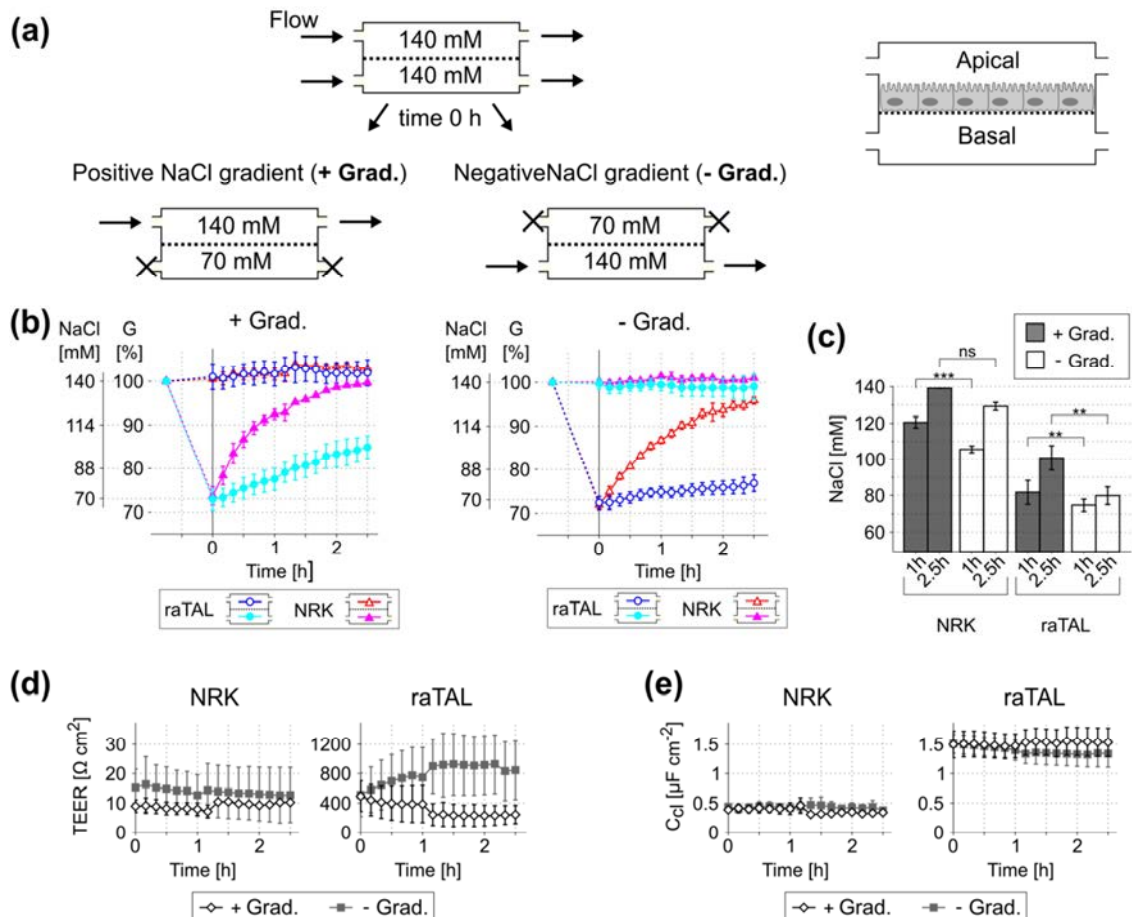 (a)
Flow
140 mM
140 mM
time 0 h
Apical
Basal
Positive NaCl gradient (+ Grad.)
NegativeNaCl gradient (- Grad.)
140 mM
70 mM
70 mM
140 mM
(b)
NaCl [mM]
G [%]
+ Grad.
140
114
88
70
100
90
80
70
0
1
2
Time [h]
raTAL
NRK
NaCl [mM]
G [%]
- Grad.
140
114
88
70
100
90
80
70
0
1
2
Time [h]
raTAL
NRK
(c)
+ Grad.
- Grad.
ns
***
**
**
NaCl [mM]
140
120
100
80
60
1h
2.5h
1h
2.5h
1h
2.5h
1h
2.5h
NRK
raTAL
(d)
NRK
raTAL
TEER [Ω cm²]
30
20
10
0
0
1
2
Time [h]
1200
800
400
0
0
1
2
Time [h]
+ Grad.
- Grad.
(e)
NRK
raTAL
Ccl [µF cm-2]
1.5
1
0.5
0
0
1
2
Time [h]
1.5
1
0.5
0
0
1
2
Time [h]
+ Grad.
- Grad.